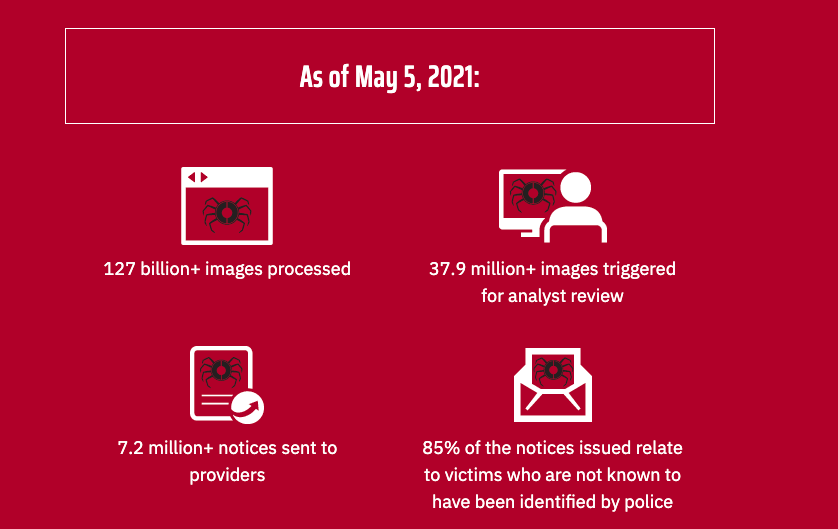 As of May 5, 2021:
127 billion+ images processed
37.9 million+ images triggered
for analyst review
7.2 million+ notices sent to
providers
85% of the notices issued relate
to victims who are not known to
have been identified by police